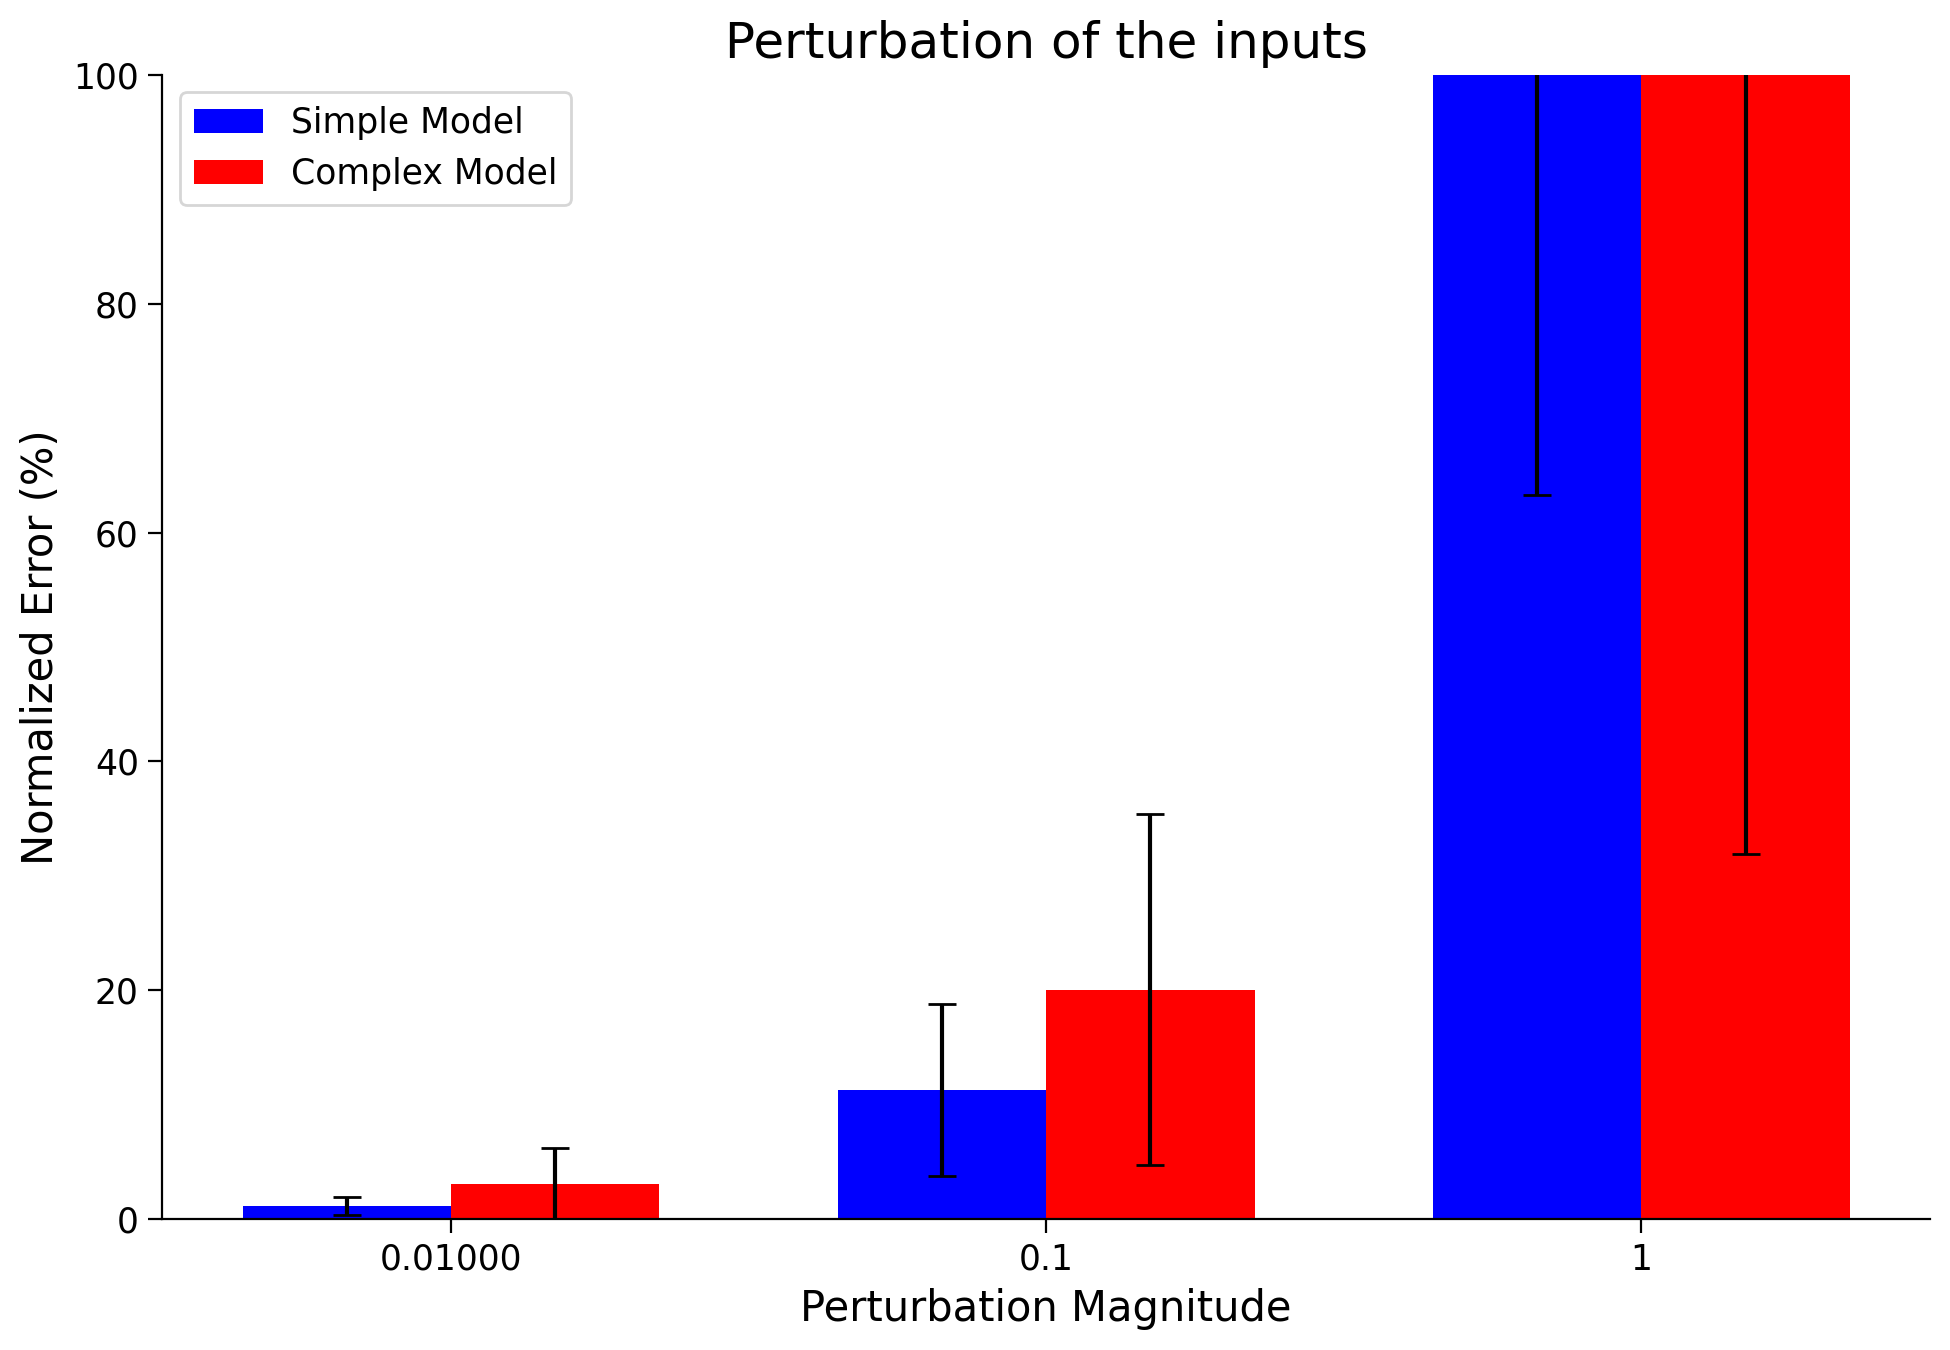 Perturbation of the inputs
Simple Model
Complex Model
Normalized Error (%)
100
80
60
40
20
0
0.01000
0.1
1
Perturbation Magnitude